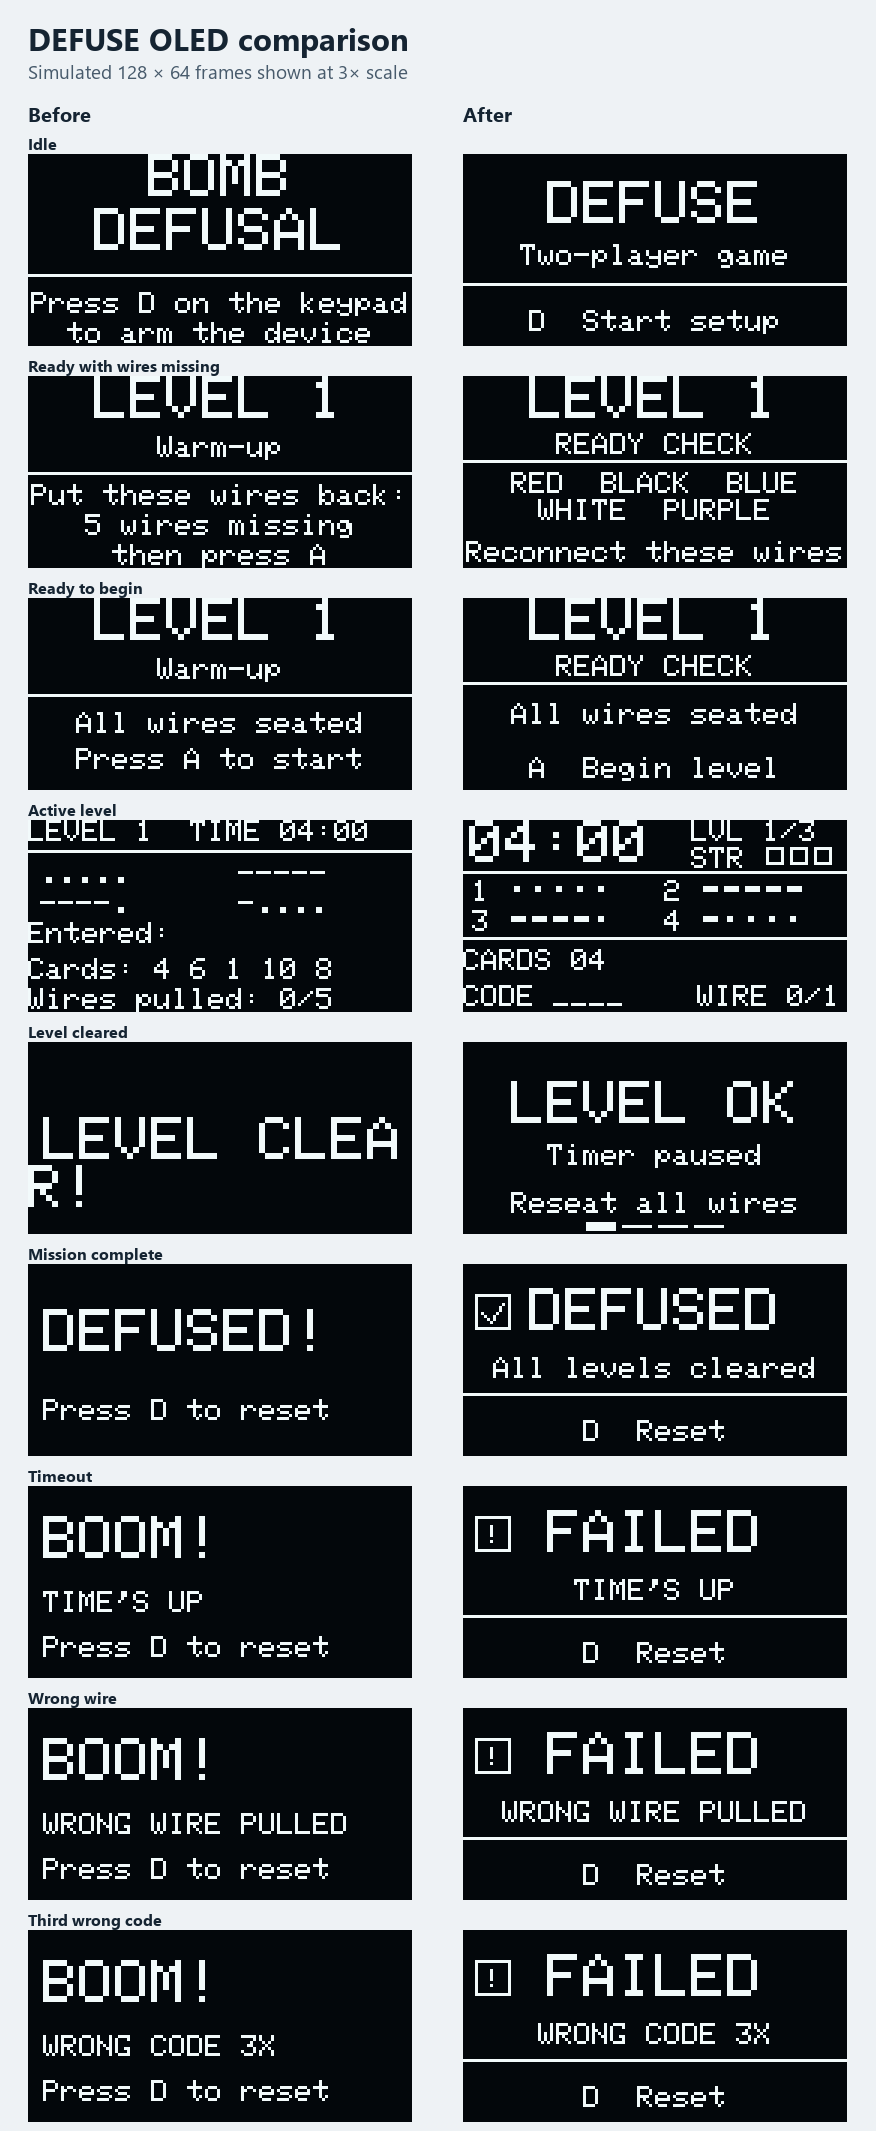 DEFUSE OLED comparison
Simulated 128 × 64 frames shown at 3× scale
Before
After
Idle
BOMB
DEFUSAL
Press D on the keypad
to arm the device
DEFUSE
Two-player game
D Start setup
Ready with wires missing
LEVEL 1
Warm-up
Put these wires back:
5 wires missing
then press A
LEVEL 1
READY CHECK
RED BLACK BLUE
WHITE PURPLE
Reconnect these wires
Ready to begin
LEVEL 1
Warm-up
All wires seated
Press A to start
LEVEL 1
READY CHECK
All wires seated
A Begin level
Active level
LEVEL 1 TIME 04:00
..... -----
----. -....
Entered:
Cards: 4 6 1 10 8
Wires pulled: 0/5
04:00 LVL 1/3
STR □□□
1 ····· 2 -----
3 ----· 4 -····
CARDS 04
CODE ____ WIRE 0/1
Level cleared
LEVEL CLEA
R!
LEVEL OK
Timer paused
Reseat all wires
Mission complete
DEFUSED!
Press D to reset
DEFUSED
All levels cleared
D Reset
Timeout
BOOM!
TIME'S UP
Press D to reset
! FAILED
TIME'S UP
D Reset
Wrong wire
BOOM!
WRONG WIRE PULLED
Press D to reset
! FAILED
WRONG WIRE PULLED
D Reset
Third wrong code
BOOM!
WRONG CODE 3X
Press D to reset
! FAILED
WRONG CODE 3X
D Reset